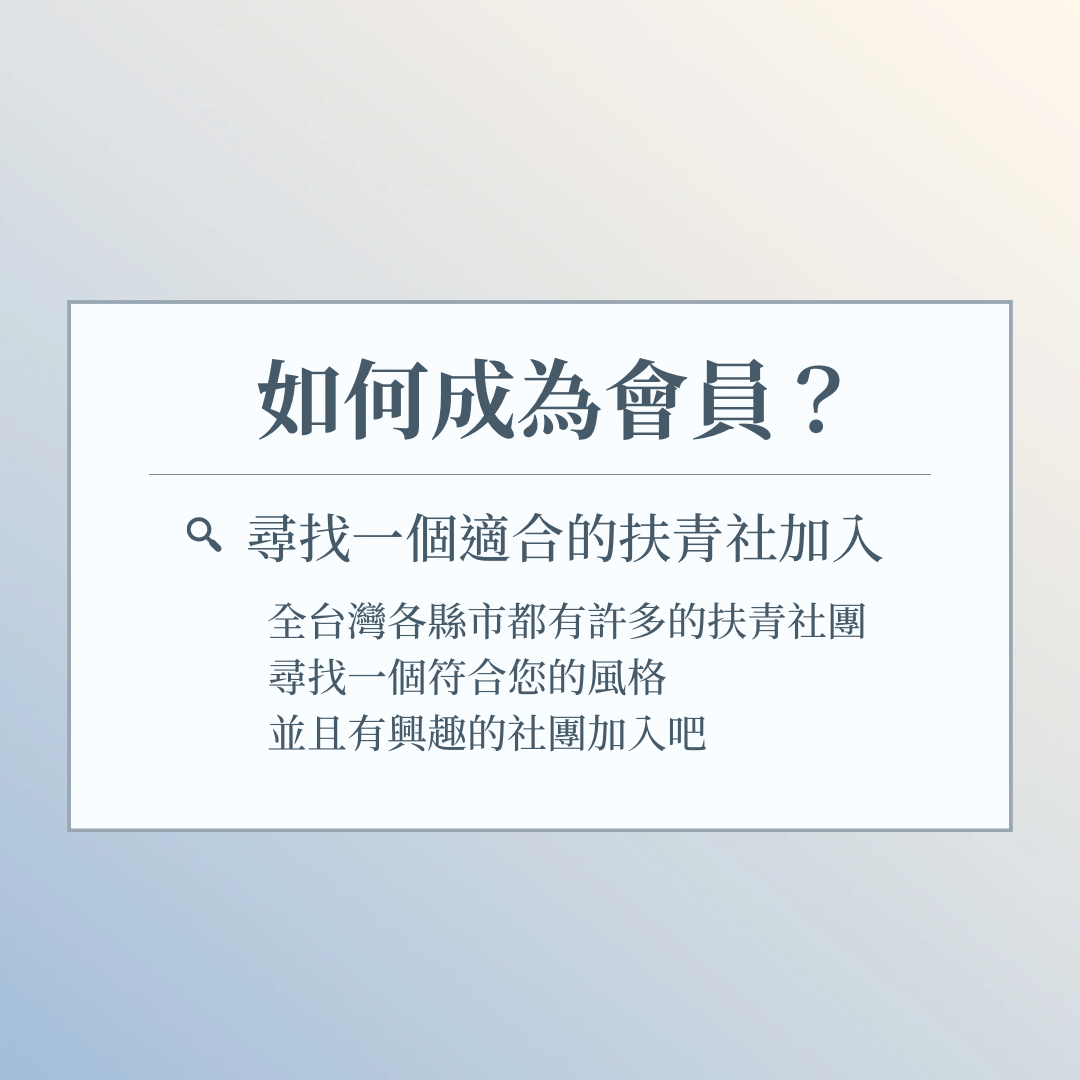 如何成為會員？
尋找一個適合的扶青社加入
全台灣各縣市都有許多的扶青社團
尋找一個符合您的風格
並且有興趣的社團加入吧